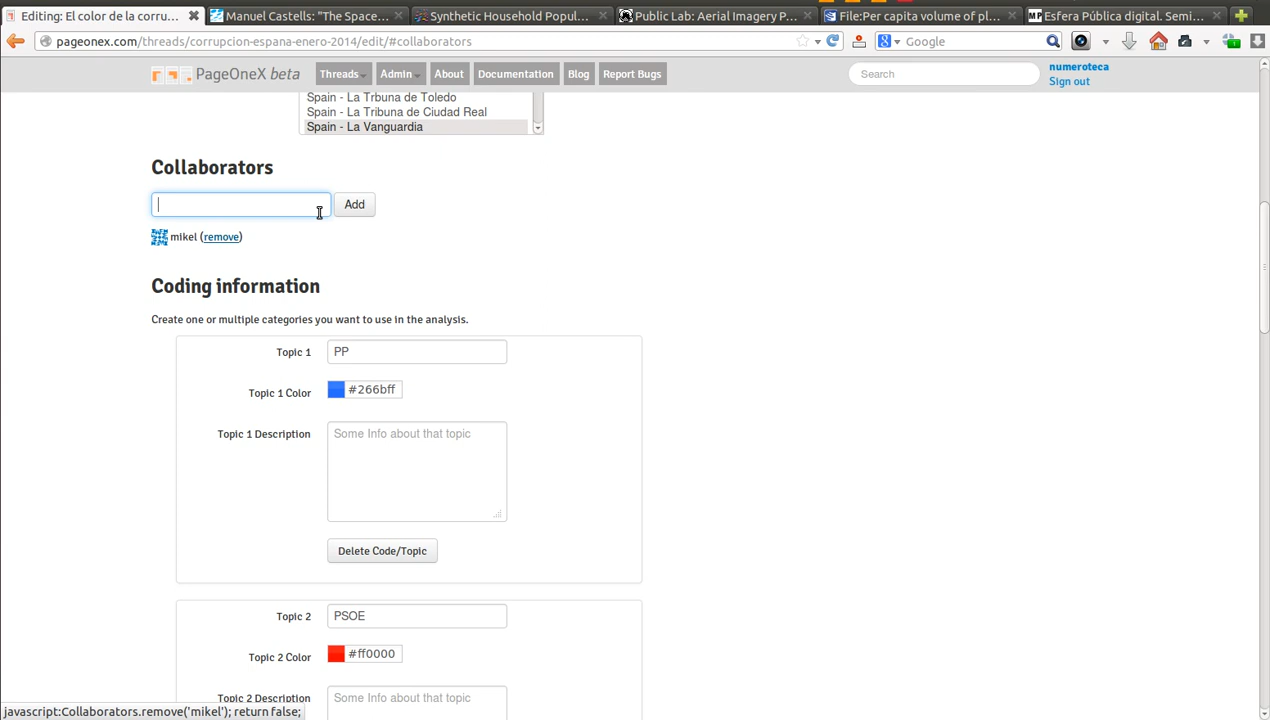 Editing: El color de la corru...
Manuel Castells: "The Space...
Synthetic Household Popul...
Public Lab: Aerial Imagery P...
File:Per capita volume of pl...
MP Esfera Pública digital. Semi...
pageonex.com/threads/corrupcion-espana-enero-2014/edit/#collaborators
Google
PageOneX beta
Threads
Admin
About
Documentation
Blog
Report Bugs
Search
numeroteca
Sign out
Spain - La Trbuna de Toledo
Spain - La Tribuna de Ciudad Real
Spain - La Vanguardia
Collaborators
Add
mikel (remove)
Coding information
Create one or multiple categories you want to use in the analysis.
Topic 1
PP
Topic 1 Color
#266bff
Topic 1 Description
Some Info about that topic
Delete Code/Topic
Topic 2
PSOE
Topic 2 Color
#ff0000
Topic 2 Description
Some Info about that topic
javascript:Collaborators.remove('mikel'); return false;